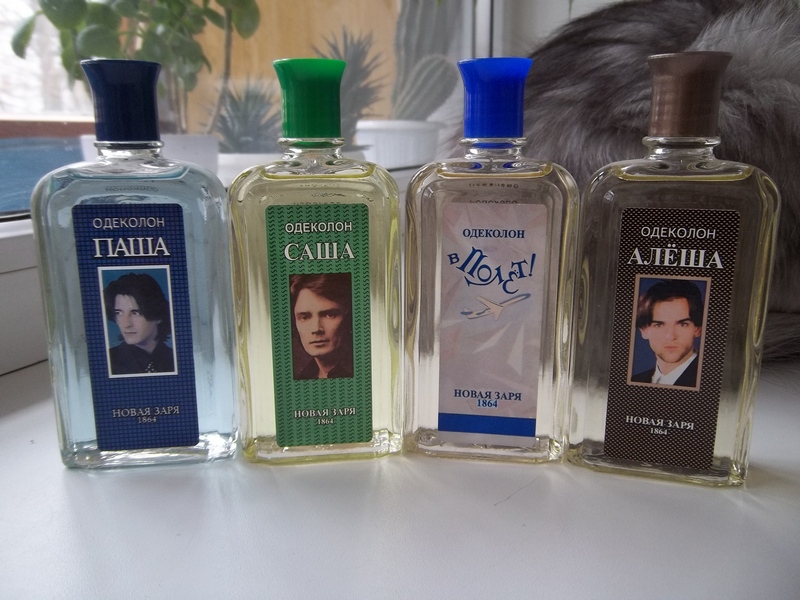 ОДЕКОЛОН
ПАША
НОВАЯ ЗАРЯ
1864
ОДЕКОЛОН
САША
НОВАЯ ЗАРЯ
1864
ОДЕКОЛОН
В ПОЛЕТ!
НОВАЯ ЗАРЯ
1864
ОДЕКОЛОН
АЛЁША
НОВАЯ ЗАРЯ
1864